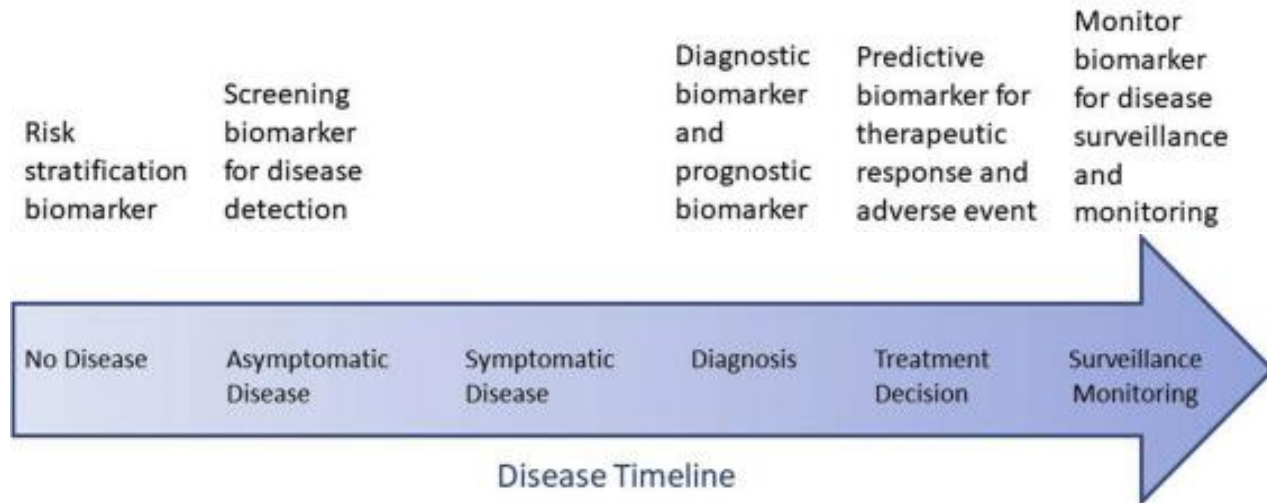 Risk
stratification
biomarker
Screening
biomarker
for disease
detection
Diagnostic
biomarker
and
prognostic
biomarker
Predictive
biomarker for
therapeutic
response and
adverse event
Monitor
biomarker
for disease
surveillance
and
monitoring
No Disease
Asymptomatic
Disease
Symptomatic
Disease
Diagnosis
Treatment
Decision
Surveillance
Monitoring
Disease Timeline